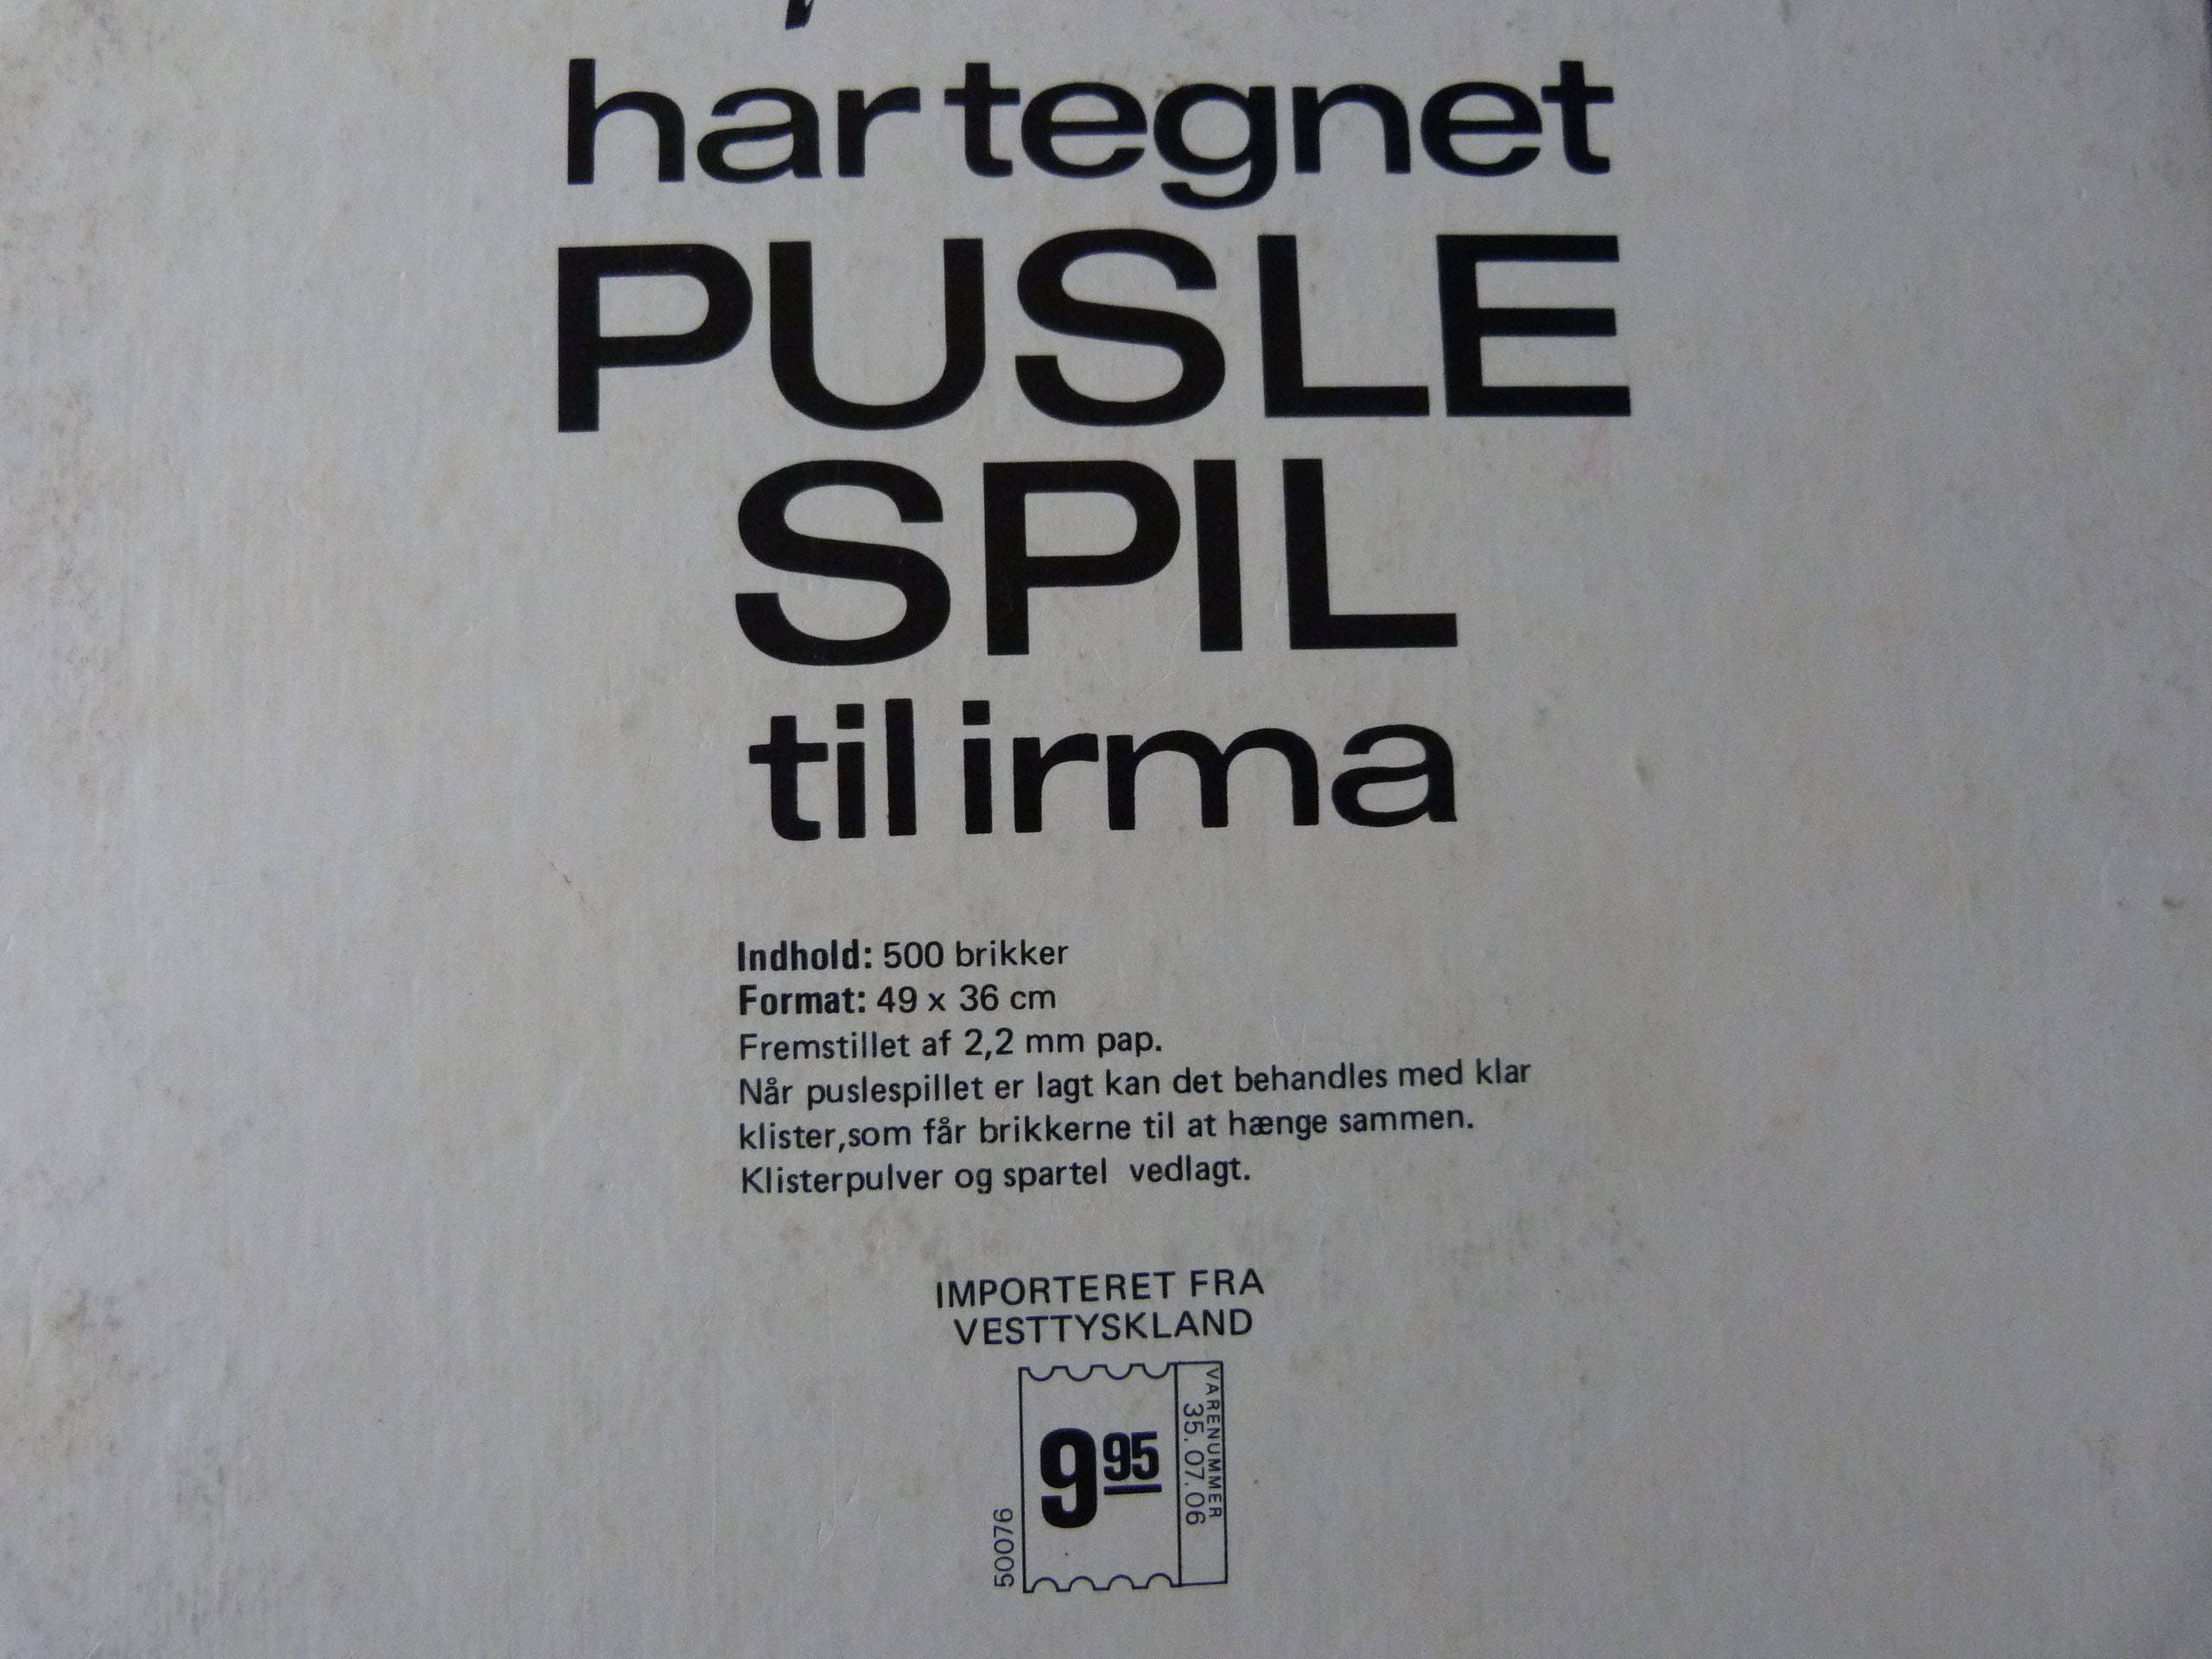 har tegnet
PUSLE
SPIL
til irma
Indhold: 500 brikker
Format: 49 x 36 cm
Fremstillet af 2,2 mm pap.
Når puslespillet er lagt kan det behandles med klar
klister,som får brikkerne til at hænge sammen.
Klisterpulver og spartel vedlagt.
IMPORTERET FRA
VESTTYSKLAND
9 95
VARENUMMER
35.07.06
50076